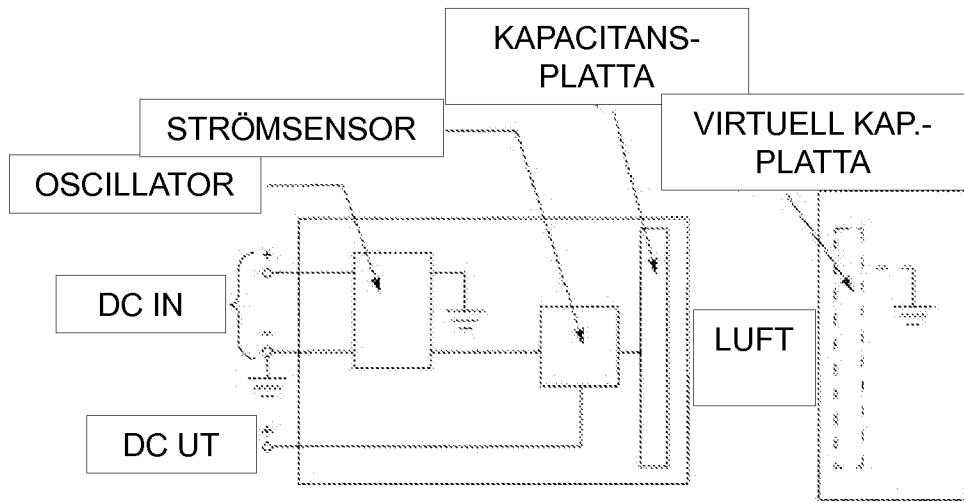 KAPACITANS-
PLATTA
STRÖMSENSOR
VIRTUELL KAP.-
PLATTA
OSCILLATOR
+
DC IN
LUFT
−
+
DC UT